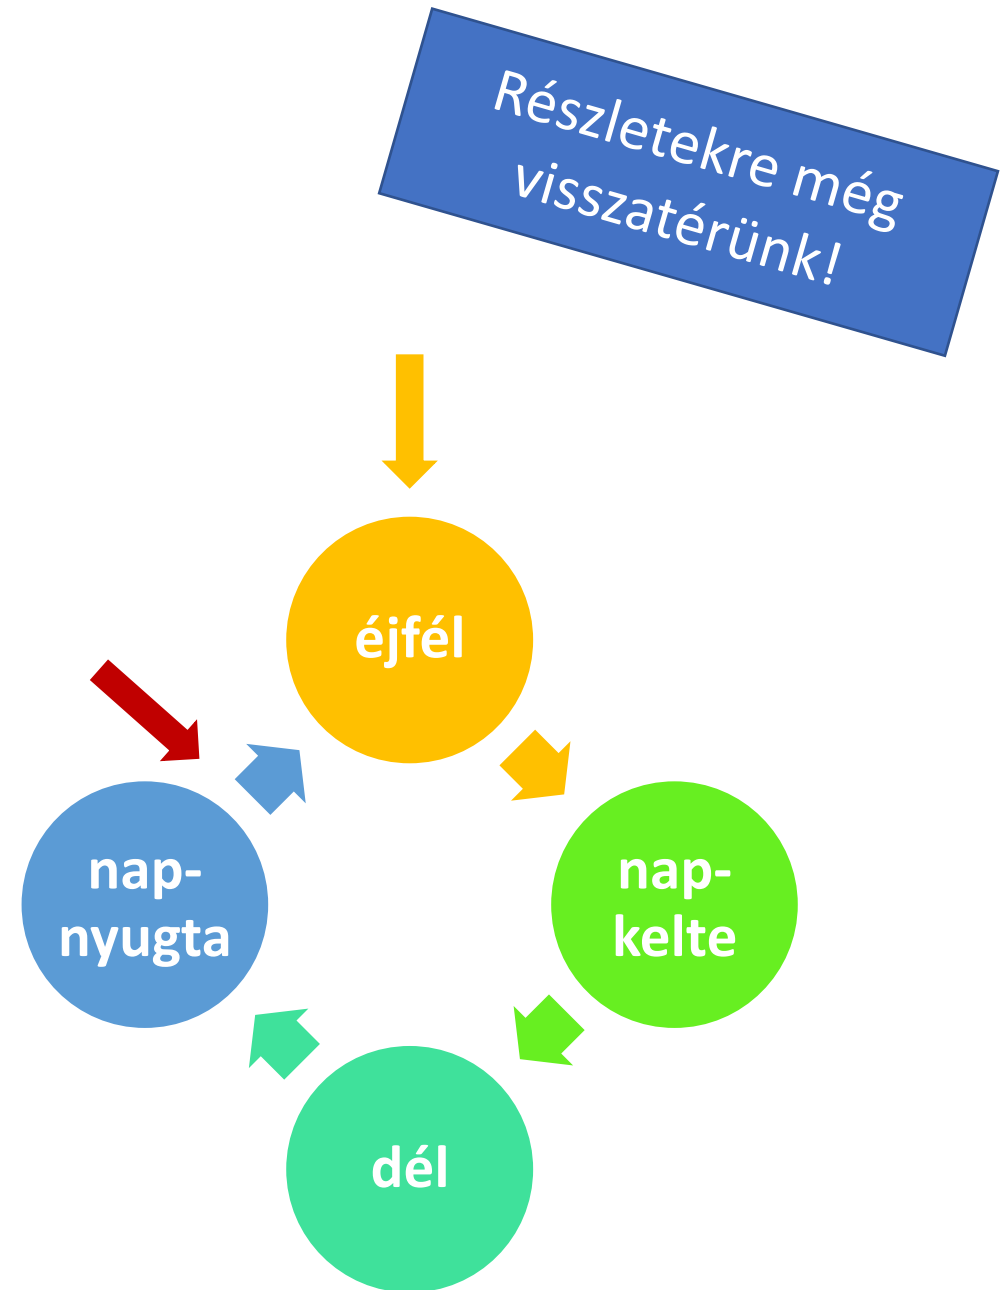 Részletekre még
visszatérünk!
éjfél
nap-
nyugta
nap-
kelte
dél